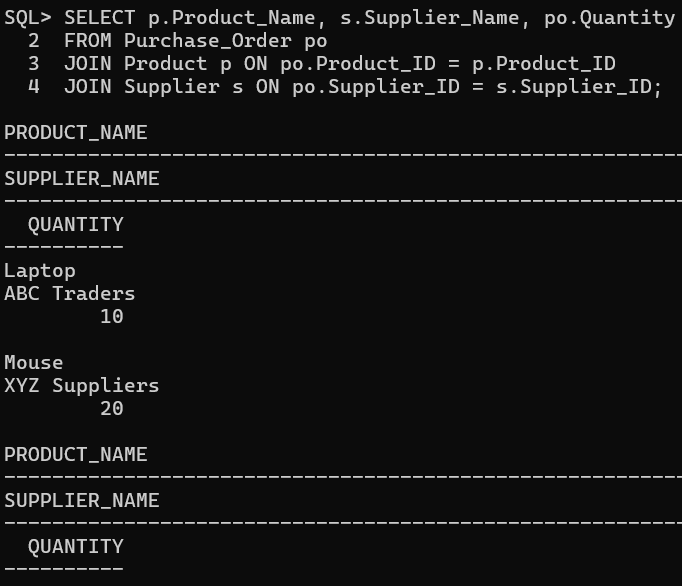 SQL> SELECT p.Product_Name, s.Supplier_Name, po.Quantity
  2  FROM Purchase_Order po
  3  JOIN Product p ON po.Product_ID = p.Product_ID
  4  JOIN Supplier s ON po.Supplier_ID = s.Supplier_ID;

PRODUCT_NAME
---------------------------------------------------------
SUPPLIER_NAME
---------------------------------------------------------
  QUANTITY
----------
Laptop
ABC Traders
        10

Mouse
XYZ Suppliers
        20

PRODUCT_NAME
---------------------------------------------------------
SUPPLIER_NAME
---------------------------------------------------------
  QUANTITY
----------